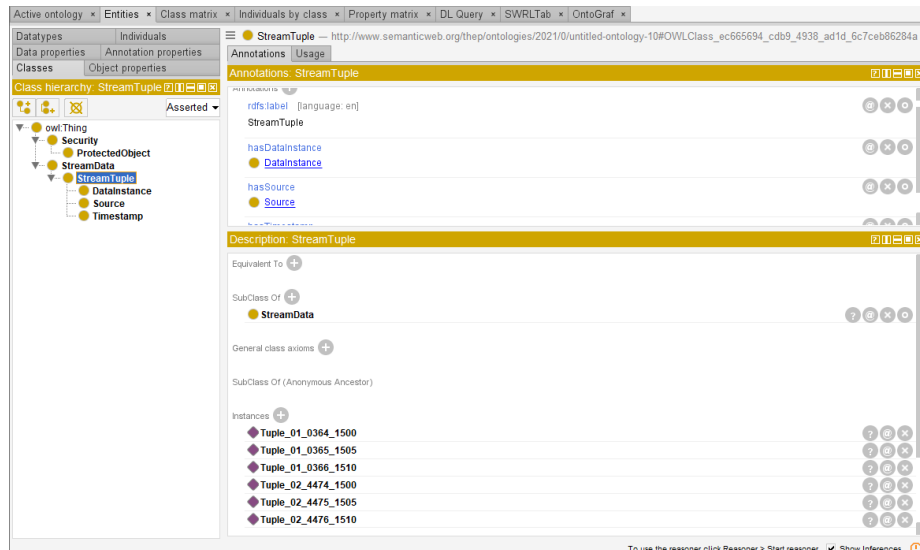 Active ontology × Entities × Class matrix × Individuals by class × Property matrix × DL Query × SWRLTab × OntoGraf ×
Datatypes Individuals
Data properties Annotation properties
Classes Object properties
Class hierarchy: StreamTuple
Asserted
owl:Thing
Security
ProtectedObject
StreamData
StreamTuple
DataInstance
Source
Timestamp
StreamTuple — http://www.semanticweb.org/thep/ontologies/2021/0/untitled-ontology-10#OWLClass_ec665694_cdb9_4938_ad1d_6c7ceb86284a
Annotations Usage
Annotations: StreamTuple
Annotations
rdfs:label [language: en]
StreamTuple
hasDataInstance
DataInstance
hasSource
Source
hasTimestamp
Description: StreamTuple
Equivalent To
SubClass Of
StreamData
General class axioms
SubClass Of (Anonymous Ancestor)
Instances
Tuple_01_0364_1500
Tuple_01_0365_1505
Tuple_01_0366_1510
Tuple_02_4474_1500
Tuple_02_4475_1505
Tuple_02_4476_1510
To use the reasoner click Reasoner > Start reasoner Show Inferences